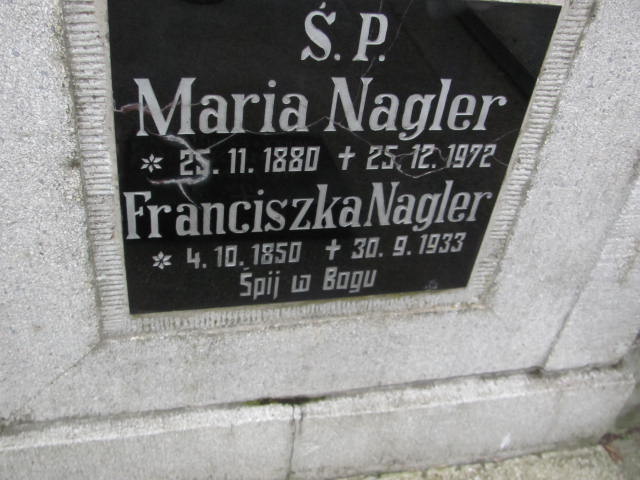 Ś. P.
Maria Nagler
* 25. 11. 1880 + 25. 12. 1972
Franciszka Nagler
* 4. 10. 1850 + 30. 9. 1933
Śpij w Bogu